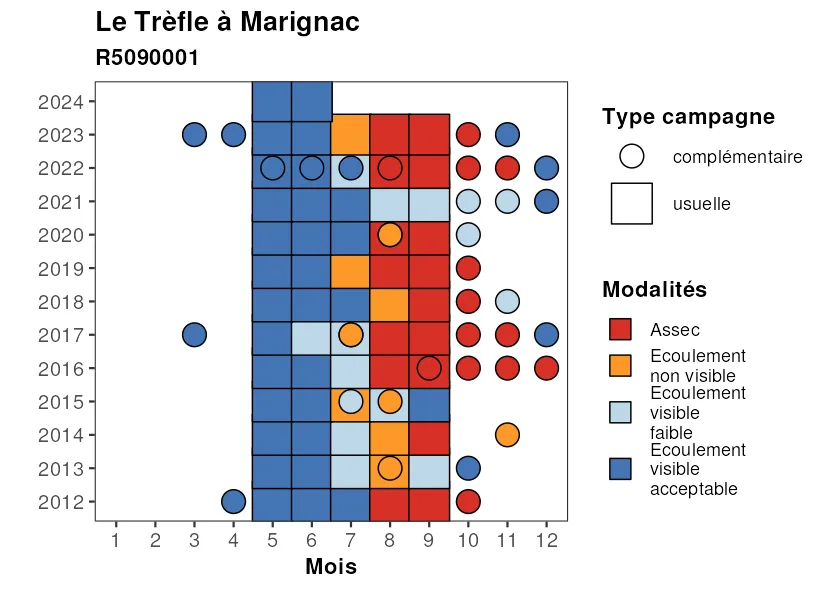 Le Trèfle à Marignac
R5090001
2024
2023
2022
2021
2020
2019
2018
2017
2016
2015
2014
2013
2012
1 2 3 4 5 6 7 8 9 10 11 12
Mois
Type campagne
complémentaire
usuelle
Modalités
Assec
Ecoulement
non visible
Ecoulement
visible
faible
Ecoulement
visible
acceptable